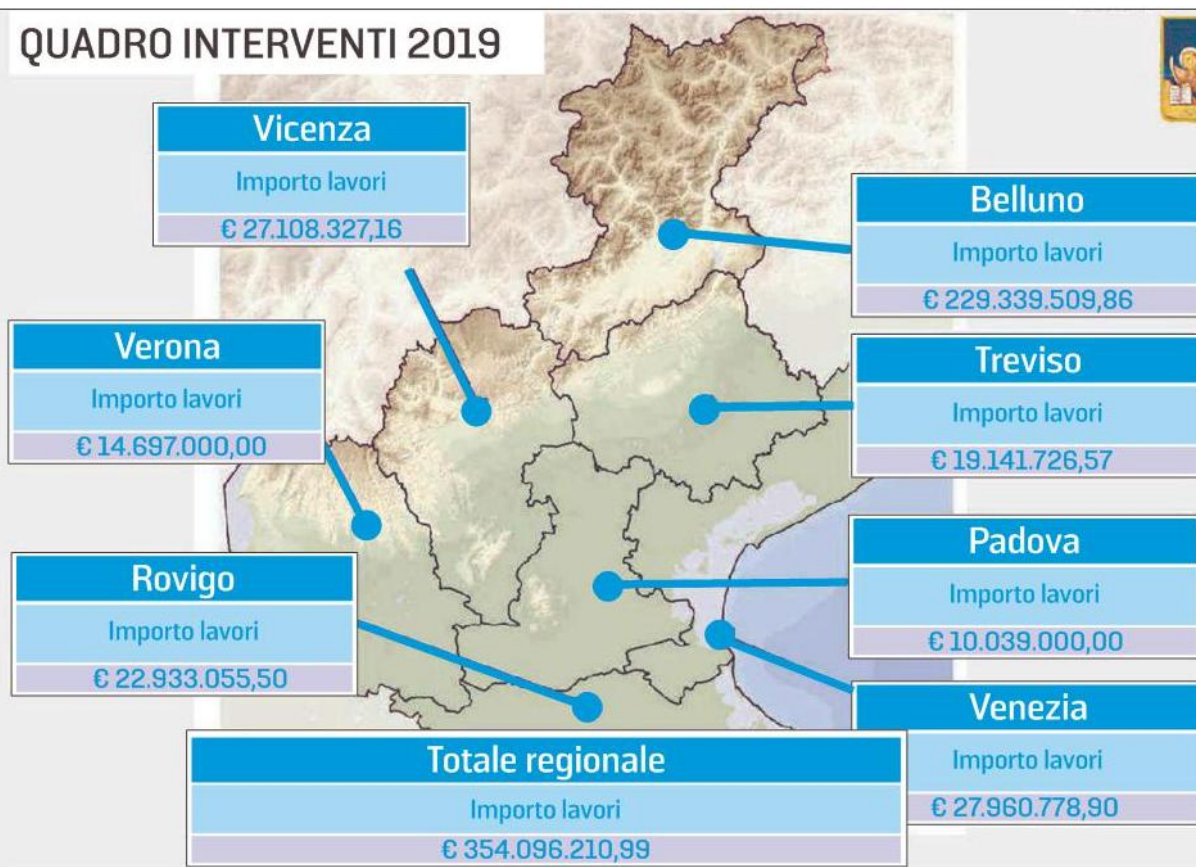 QUADRO INTERVENTI 2019
Vicenza
Importo lavori
€ 27.108.327,16
Belluno
Importo lavori
€ 229.339.509,86
Verona
Importo lavori
€ 14.697.000,00
Treviso
Importo lavori
€ 19.141.726,57
Rovigo
Importo lavori
€ 22.933.055,50
Padova
Importo lavori
€ 10.039.000,00
Venezia
Importo lavori
€ 27.960.778,90
Totale regionale
Importo lavori
€ 354.096.210,99